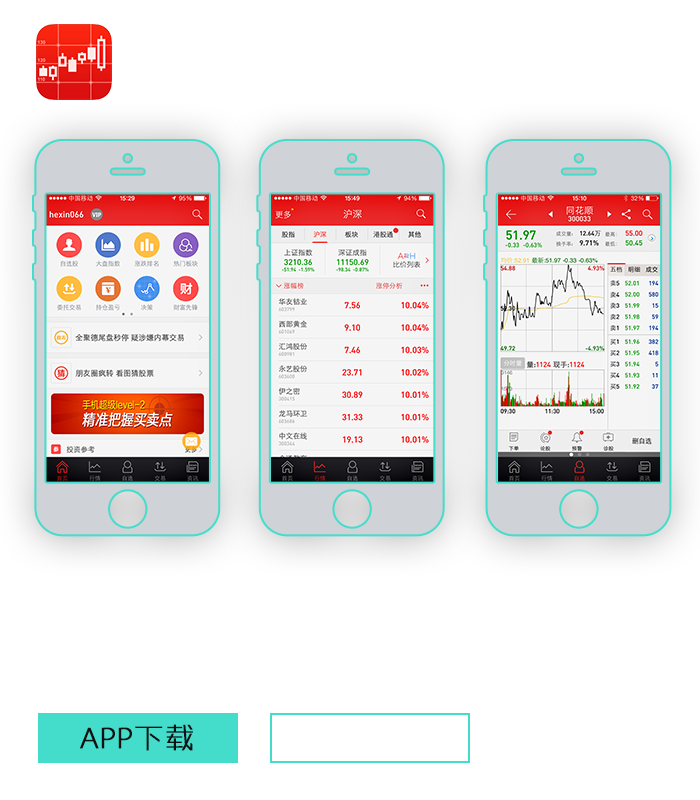 130
120
110
中国移动
15:29
95%
hexin066
VIP
自选股
大盘指数
涨跌排名
热门板块
委托交易
持仓盈亏
决策
财富先锋
全聚德尾盘秒停 疑涉嫌内幕交易
猜
朋友圈疯转 看图猜股票
手机超级level-2
精准把握买卖点
投资参考
更多
首页
行情
自选
交易
资讯
中国移动
15:49
94%
更多
沪深
股指
沪深
板块
港股通
其他
上证指数
3210.36
-51.94 -1.59%
深证成指
11150.69
-98.34 -0.87%
A H
比价列表
涨幅榜
涨停分析
华友钴业
7.56
10.04%
603799
西部黄金
9.10
10.04%
601069
汇鸿股份
7.46
10.03%
600981
永艺股份
23.71
10.02%
603600
伊之密
30.89
10.01%
300415
龙马环卫
31.33
10.01%
603686
中文在线
19.13
10.01%
300364
首页
行情
自选
交易
资讯
中国移动
15:10
32%
同花顺
300033
51.97
-0.33 -0.63%
成交量:
12.64万
最高:
55.00
换手率:
9.71%
最低:
50.45
最新:51.97 -0.33 -0.63%
54.88
4.93%
49.72
-4.93%
五档
明细
成交
卖5 52.01 194
卖4 52.00 580
卖3 51.99 15
卖2 51.98 59
卖1 51.97 194
买1 51.96 382
买2 51.95 418
买3 51.94 5
买4 51.93 11
买5 51.92 37
分时量
量:1124 现于:1124
09:30
11:30
15:00
下单
论股
预警
诊股
删自选
首页
行情
自选
交易
资讯
APP下载